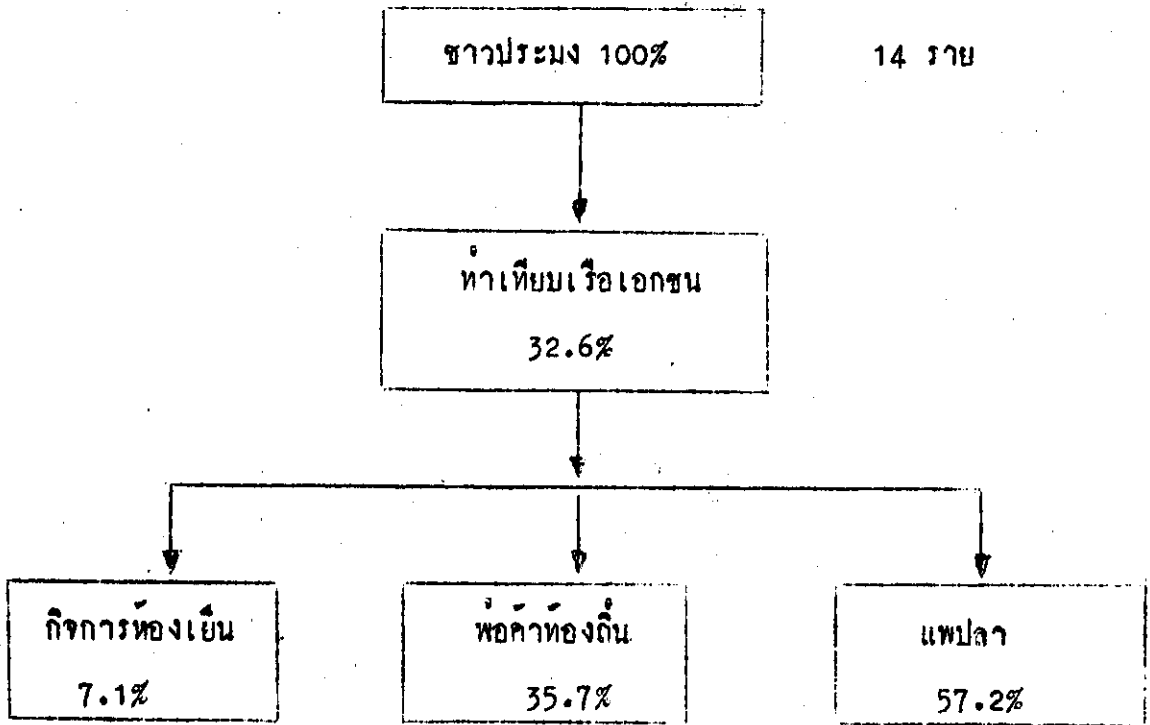 ชาวประมง 100%
14 ราย
ท่าเทียบเรือเอกชน
32.6%
กิจการห้องเย็น
7.1%
พ่อค้าท้องถิ่น
35.7%
แพปลา
57.2%